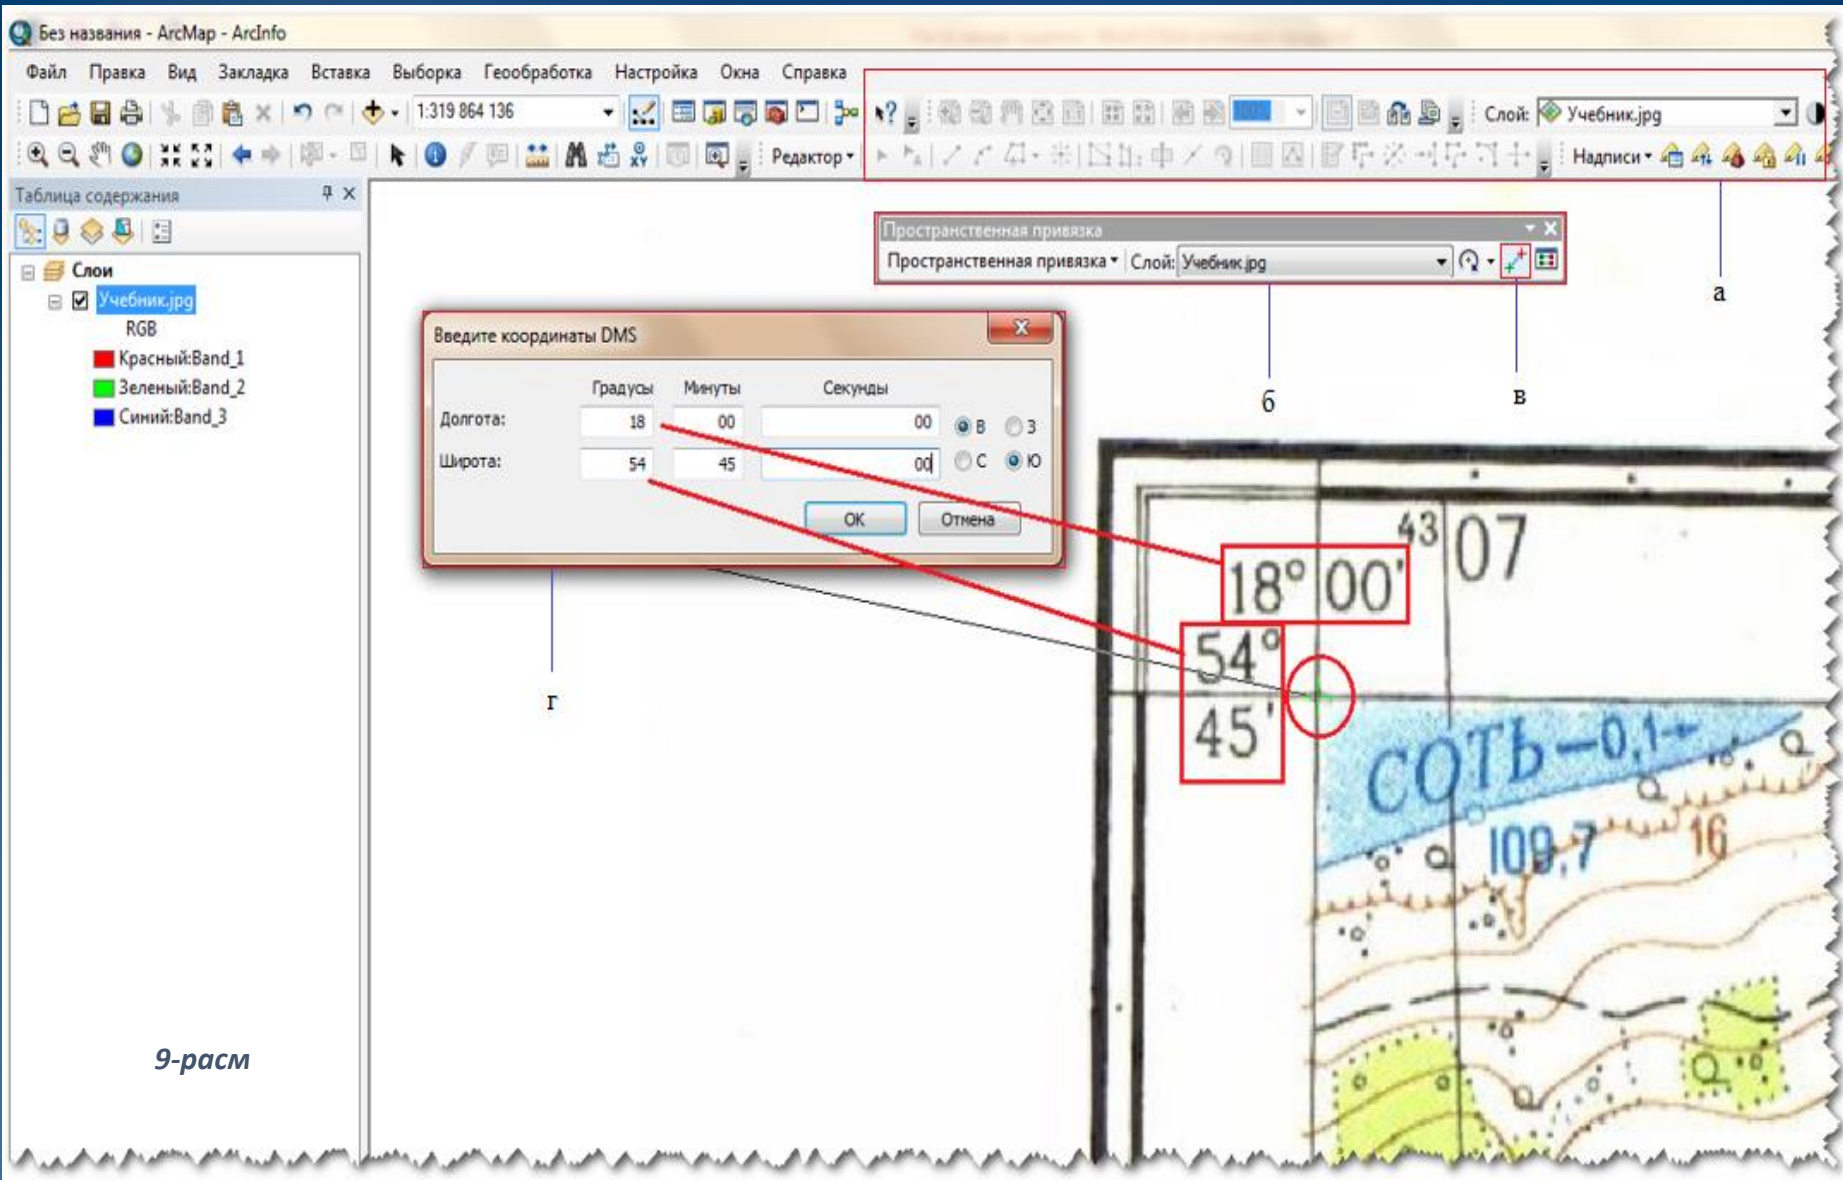 Без названия - ArcMap - ArcInfo
Файл Правка Вид Закладка Вставка Выборка Геообработка Настройка Окна Справка
1:319 864 136
Слой: Учебник.jpg
Редактор
Надписи
Таблица содержания
Слои
Учебник.jpg
RGB
Красный:Band_1
Зеленый:Band_2
Синий:Band_3
Пространственная привязка
Пространственная привязка Слой: Учебник.jpg
а
б
в
Введите координаты DMS
Градусы Минуты Секунды
Долгота: 18 00 00 В З
Широта: 54 45 00 С Ю
OK Отмена
г
43 07
18° 00'
54°
45'
СОТЬ-0,1
109,7
16
9-расм